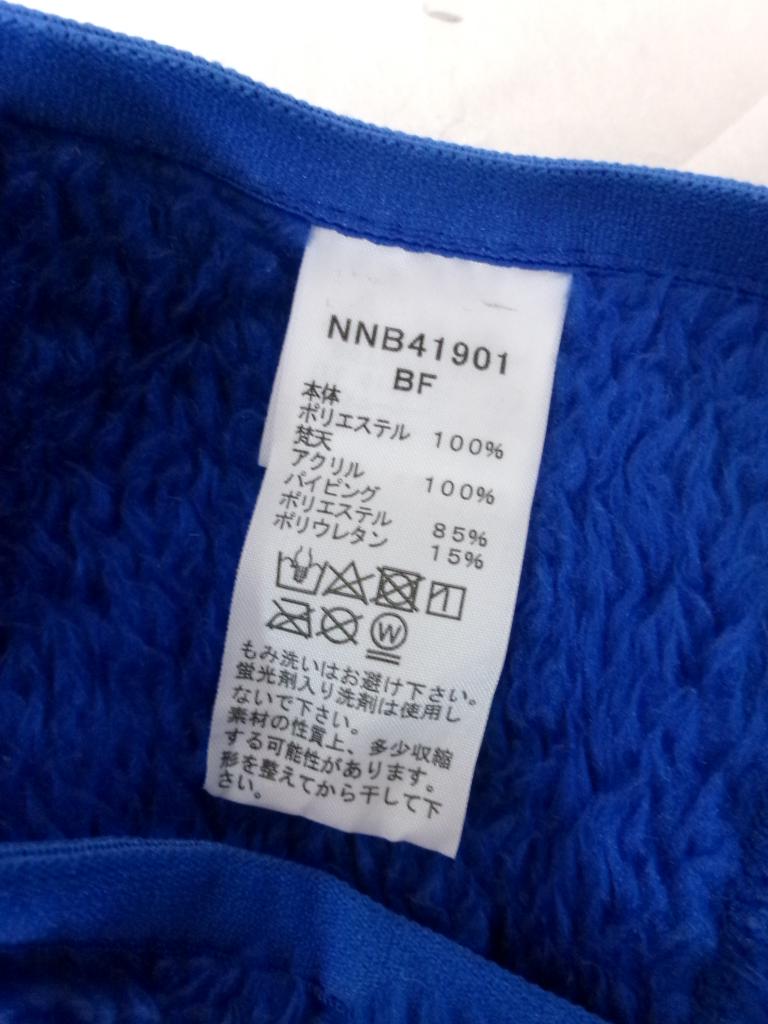 NNB41901
BF
本体
ポリエステル 100%
梵天
アクリル 100%
パイピング
ポリエステル 85%
ポリウレタン 15%
W
もみ洗いはお避け下さい。
蛍光剤入り洗剤は使用し
ないで下さい。
素材の性質上、多少収縮
する可能性があります。
形を整えてから干して下
さい。